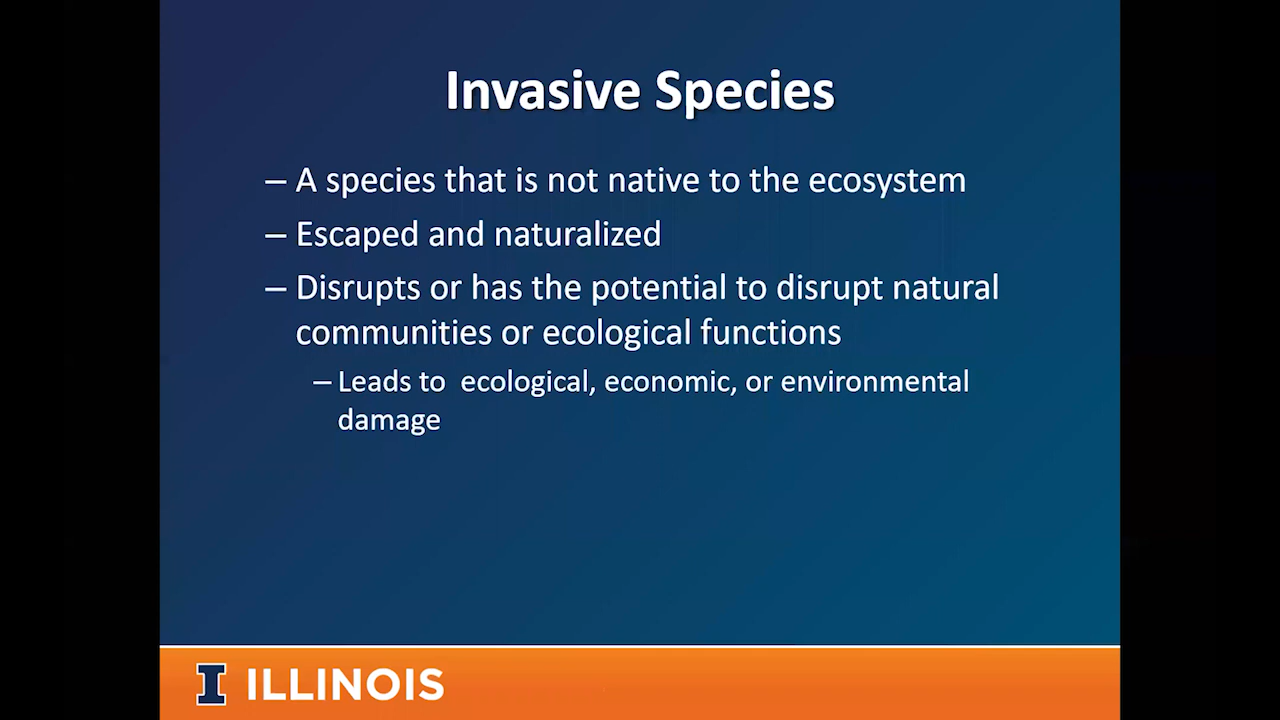 Invasive Species
– A species that is not native to the ecosystem
– Escaped and naturalized
– Disrupts or has the potential to disrupt natural
communities or ecological functions
– Leads to  ecological, economic, or environmental
damage
I ILLINOIS